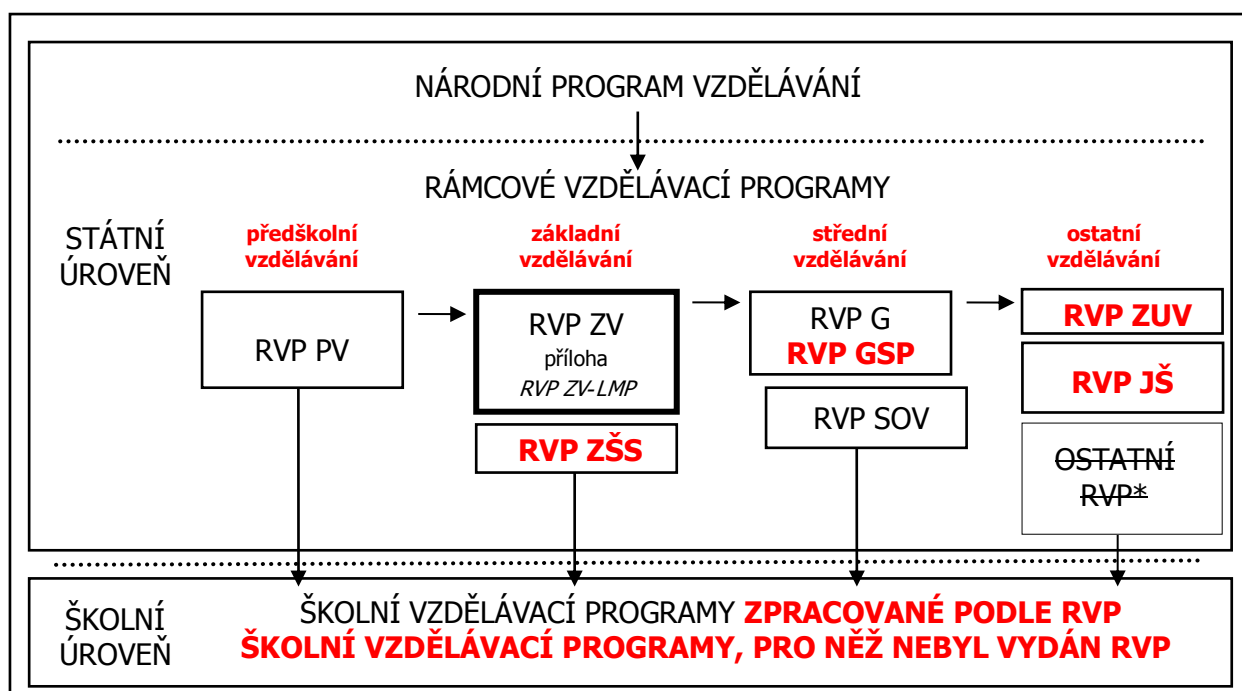 NÁRODNÍ PROGRAM VZDĚLÁVÁNÍ
RÁMCOVÉ VZDĚLÁVACÍ PROGRAMY
STÁTNÍ
ÚROVEŇ
předškolní
vzdělávání
základní
vzdělávání
střední
vzdělávání
ostatní
vzdělávání
RVP PV
RVP ZV
příloha
RVP ZV-LMP
RVP ZŠS
RVP G
RVP GSP
RVP SOV
RVP ZUV
RVP JŠ
OSTATNÍ
RVP*
ŠKOLNÍ
ÚROVEŇ
ŠKOLNÍ VZDĚLÁVACÍ PROGRAMY ZPRACOVANÉ PODLE RVP
ŠKOLNÍ VZDĚLÁVACÍ PROGRAMY, PRO NĚŽ NEBYL VYDÁN RVP